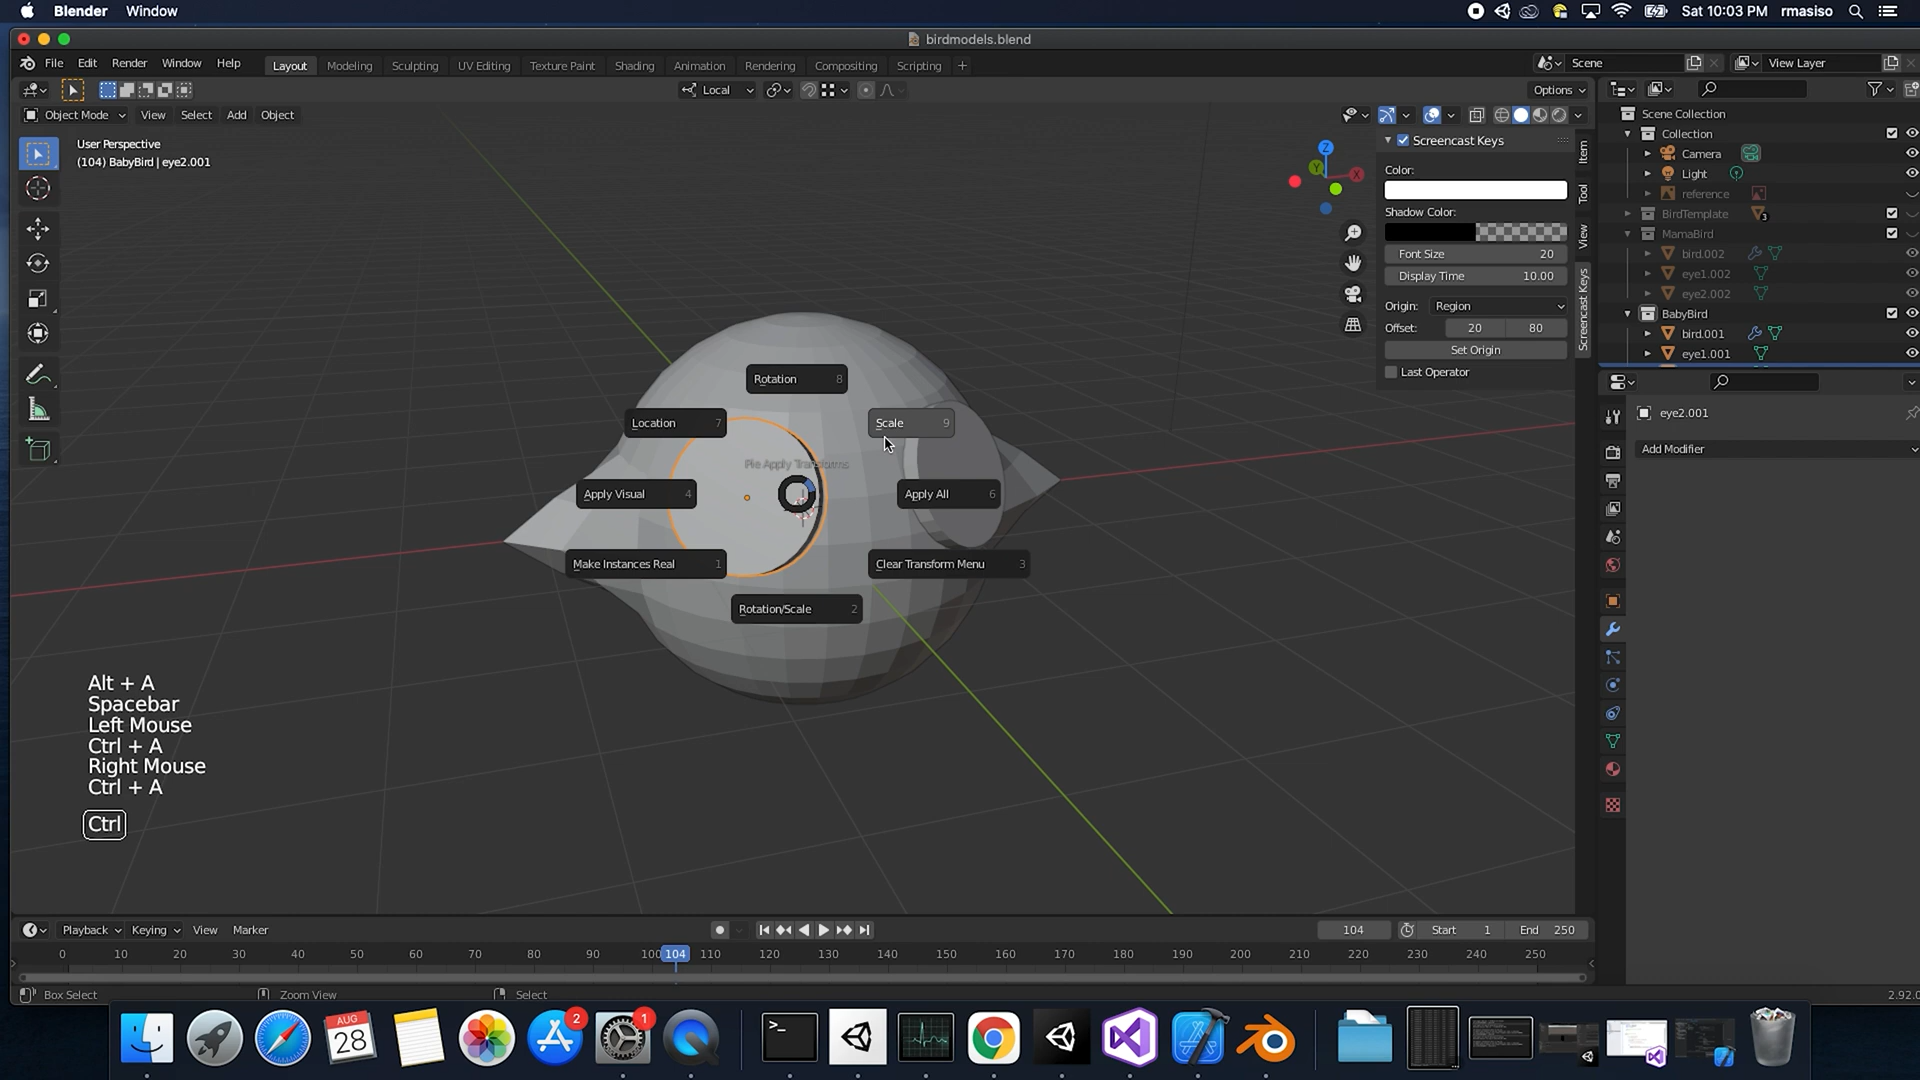 Blender Window
Sat 10:03 PM rmasiso
birdmodels.blend
File Edit Render Window Help
Layout Modeling Sculpting UV Editing Texture Paint Shading Animation Rendering Compositing Scripting +
Scene
View Layer
Local
Options
Object Mode View Select Add Object
User Perspective
(104) BabyBird | eye2.001
Z
Y
X
Screencast Keys
Color:
Shadow Color:
Font Size 20
Display Time 10.00
Origin: Region
Offset: 20 80
Set Origin
Last Operator
Item
Tool
View
Screencast Keys
Scene Collection
Collection
Camera
Light
reference
BirdTemplate 3
MamaBird
bird.002
eye1.002
eye2.002
BabyBird
bird.001
eye1.001
eye2.001
Add Modifier
Rotation 8
Location 7
Scale 9
Pie Apply Transforms
Apply Visual 4
Apply All 6
Make Instances Real 1
Clear Transform Menu 3
Rotation/Scale 2
Alt + A
Spacebar
Left Mouse
Ctrl + A
Right Mouse
Ctrl + A
Ctrl
Playback Keying View Marker
104
Start 1
End 250
0 10 20 30 40 50 60 70 80 90 100 104 110 120 130 140 150 160 170 180 190 200 210 220 230 240 250
Box Select
Zoom View
Select
2.92.0
AUG
28
2
1